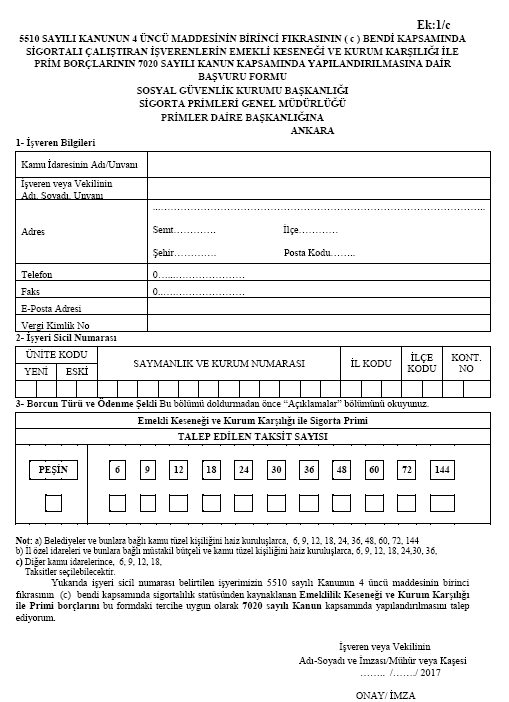 Ek:1/c
5510 SAYILI KANUNUN 4 ÜNCÜ MADDESİNİN BİRİNCİ FIKRASININ ( c ) BENDİ KAPSAMINDA
SİGORTALI ÇALIŞTIRAN İŞVERENLERİN EMEKLİ KESENEĞİ VE KURUM KARŞILIĞI İLE
PRİM BORÇLARININ 7020 SAYILI KANUN KAPSAMINDA YAPILANDIRILMASINA DAİR
BAŞVURU FORMU
SOSYAL GÜVENLİK KURUMU BAŞKANLIĞI
SİGORTA PRİMLERİ GENEL MÜDÜRLÜĞÜ
PRİMLER DAİRE BAŞKANLIĞINA
ANKARA
1- İşveren Bilgileri
Kamu İdaresinin Adı/Unvanı
İşveren veya Vekilinin
Adı, Soyadı, Unvanı
Adres
…………………………………………………………………………………..
Semt…………. İlçe…………
Şehir…………. Posta Kodu……..
Telefon 0…...…………………
Faks 0…….…………………
E-Posta Adresi
Vergi Kimlik No
2- İşyeri Sicil Numarası
ÜNİTE KODU SAYMANLIK VE KURUM NUMARASI İL KODU İLÇE KODU KONT. NO
YENİ ESKİ
3- Borcun Türü ve Ödenme Şekli Bu bölümü doldurmadan önce “Açıklamalar” bölümünü okuyunuz.
Emekli Keseneği ve Kurum Karşılığı ile Sigorta Primi
TALEP EDİLEN TAKSİT SAYISI
PEŞİN 6 9 12 18 24 30 36 48 60 72 144
Not: a) Belediyeler ve bunlara bağlı kamu tüzel kişiliğini haiz kuruluşlarca, 6, 9, 12, 18, 24, 36, 48, 60, 72, 144
b) İl özel idareleri ve bunlara bağlı müstakil bütçeli ve kamu tüzel kişiliğini haiz kuruluşlarca, 6, 9, 12, 18, 24,30, 36,
c) Diğer kamu idarelerince, 6, 9, 12, 18,
Taksitler seçilebilecektir.
Yukarıda işyeri sicil numarası belirtilen işyerimizin 5510 sayılı Kanunun 4 üncü maddesinin birinci
fıkrasının (c) bendi kapsamında sigortalılık statüsünden kaynaklanan Emeklilik Keseneği ve Kurum Karşılığı
ile Primi borçlarını bu formdaki tercihe uygun olarak 7020 sayılı Kanun kapsamında yapılandırılmasını talep
ediyorum.
İşveren veya Vekilinin
Adı-Soyadı ve İmzası/Mühür veya Kaşesi
…….. /……./ 2017
ONAY/ İMZA